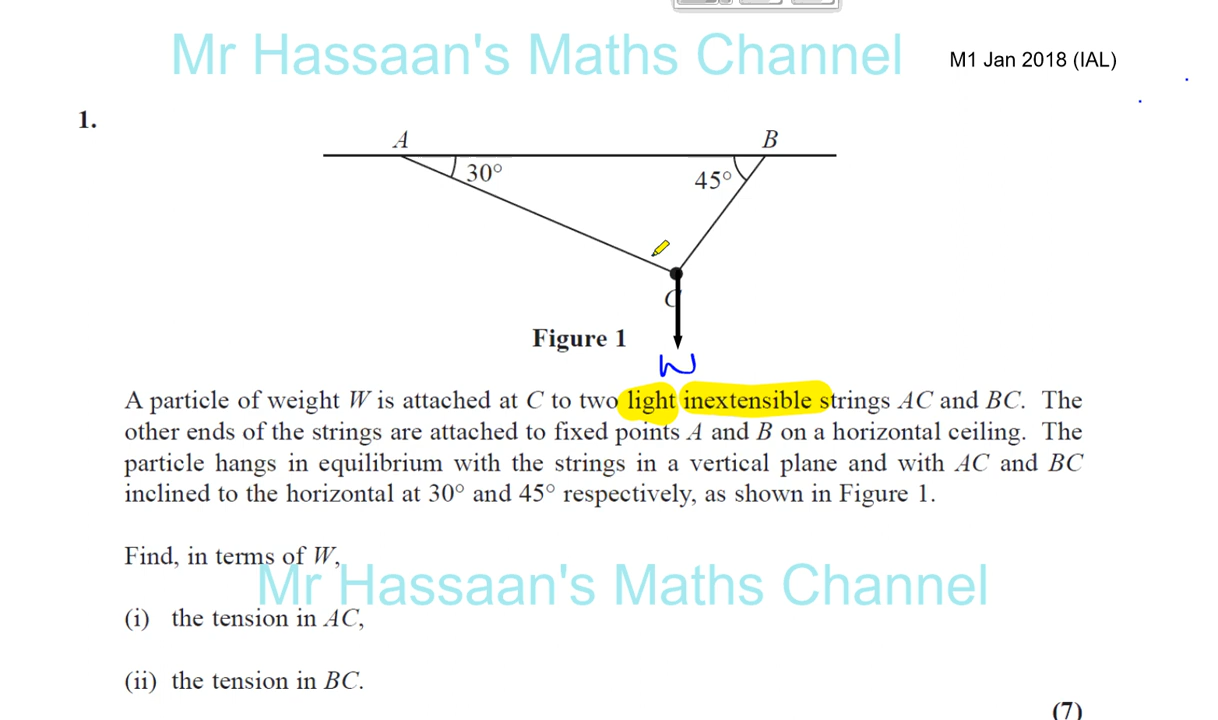 Mr Hassaan's Maths Channel
M1 Jan 2018 (IAL)
1.
A
B
30°
45°
C
Figure 1
W
A particle of weight W is attached at C to two light inextensible strings AC and BC. The
other ends of the strings are attached to fixed points A and B on a horizontal ceiling. The
particle hangs in equilibrium with the strings in a vertical plane and with AC and BC
inclined to the horizontal at 30° and 45° respectively, as shown in Figure 1.
Find, in terms of W,
Mr Hassaan's Maths Channel
(i) the tension in AC,
(ii) the tension in BC.
(7)